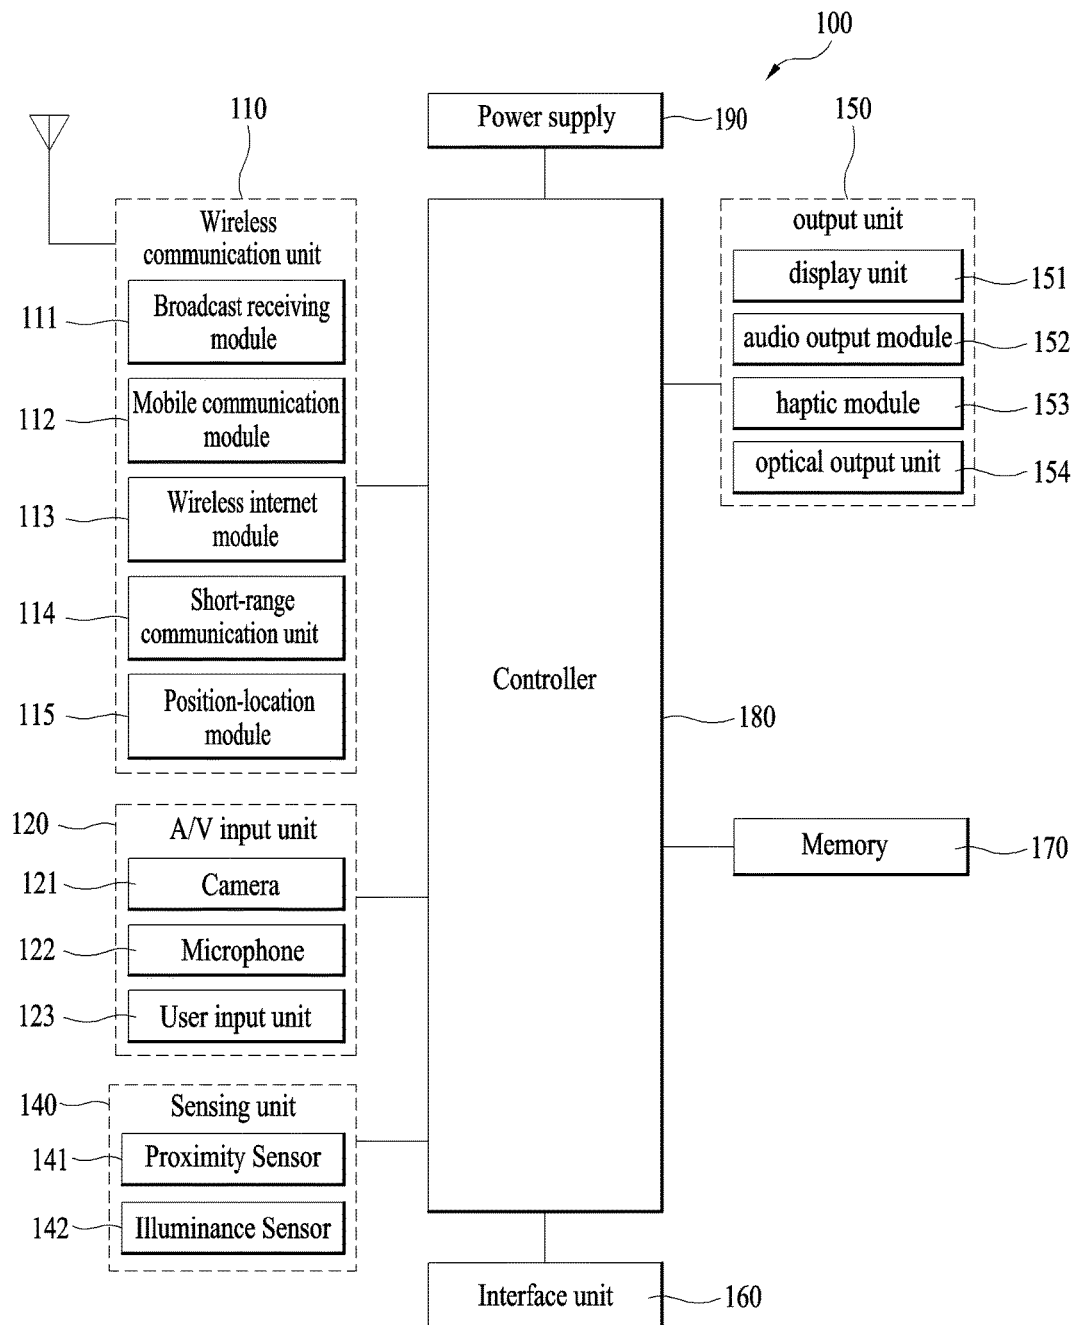 100
Power supply
190
110
150
Wireless
communication unit
111
Broadcast receiving
module
112
Mobile communication
module
113
Wireless internet
module
114
Short-range
communication unit
115
Position-location
module
output unit
display unit
151
audio output module
152
haptic module
153
optical output unit
154
Controller
180
120
A/V input unit
121
Camera
122
Microphone
123
User input unit
Memory
170
140
Sensing unit
141
Proximity Sensor
142
Illuminance Sensor
Interface unit
160